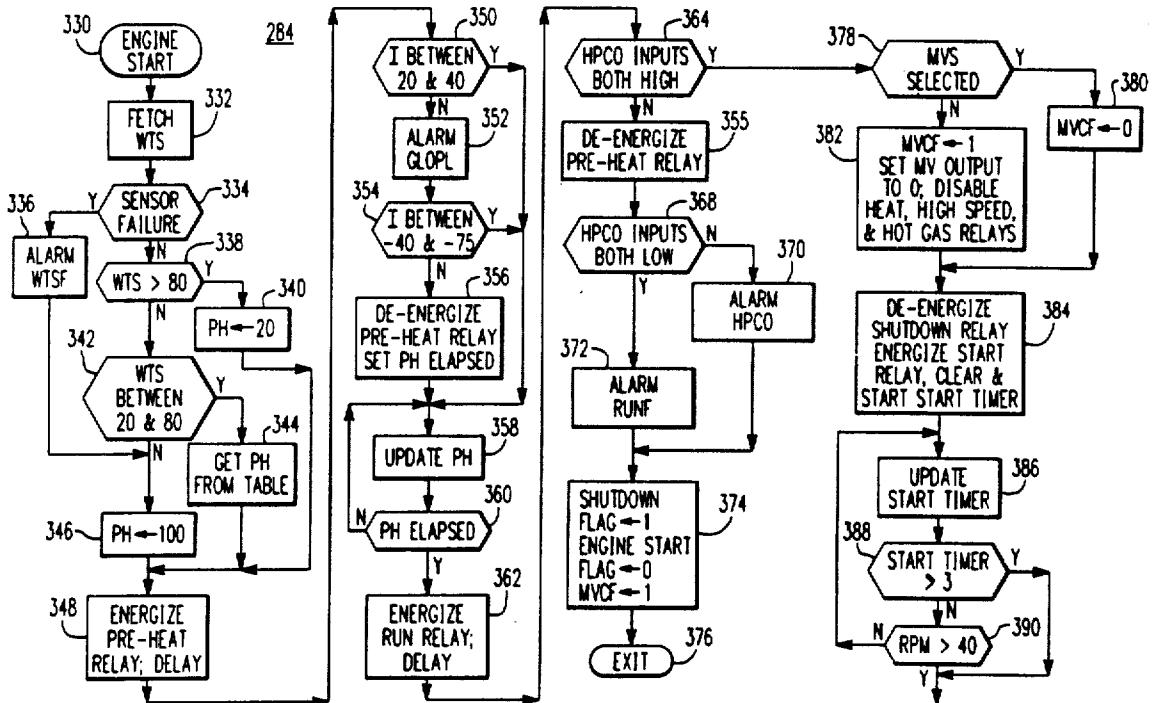 284
330
ENGINE
START
332
FETCH
WTS
334
SENSOR
FAILURE
Y
N
336
ALARM
WTSF
338
WTS > 80
Y
N
340
PH←20
342
WTS
BETWEEN
20 & 80
Y
N
344
GET PH
FROM TABLE
346
PH←100
348
ENERGIZE
PRE-HEAT
RELAY; DELAY
350
I BETWEEN
20 & 40
Y
N
352
ALARM
GLOPL
354
I BETWEEN
-40 & -75
Y
N
356
DE-ENERGIZE
PRE-HEAT RELAY
SET PH ELAPSED
358
UPDATE PH
360
PH ELAPSED
N
Y
362
ENERGIZE
RUN RELAY;
DELAY
364
HPCO INPUTS
BOTH HIGH
Y
N
355
DE-ENERGIZE
PRE-HEAT RELAY
368
HPCO INPUTS
BOTH LOW
N
Y
370
ALARM
HPCO
372
ALARM
RUNF
374
SHUTDOWN
FLAG←1
ENGINE START
FLAG←0
MVCF←1
EXIT
376
378
MVS
SELECTED
Y
N
380
MVCF←0
382
MVCF←1
SET MV OUTPUT
TO 0; DISABLE
HEAT, HIGH SPEED,
& HOT GAS RELAYS
384
DE-ENERGIZE
SHUTDOWN RELAY
ENERGIZE START
RELAY, CLEAR &
START START TIMER
386
UPDATE
START TIMER
388
START TIMER
> 3
Y
N
390
RPM > 40
N
Y